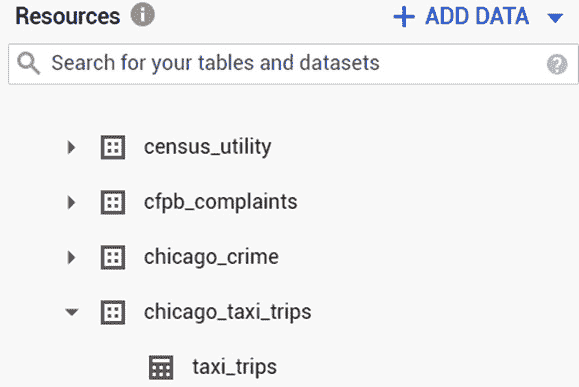 Resources + ADD DATA
Search for your tables and datasets
census_utility
cfpb_complaints
chicago_crime
chicago_taxi_trips
taxi_trips